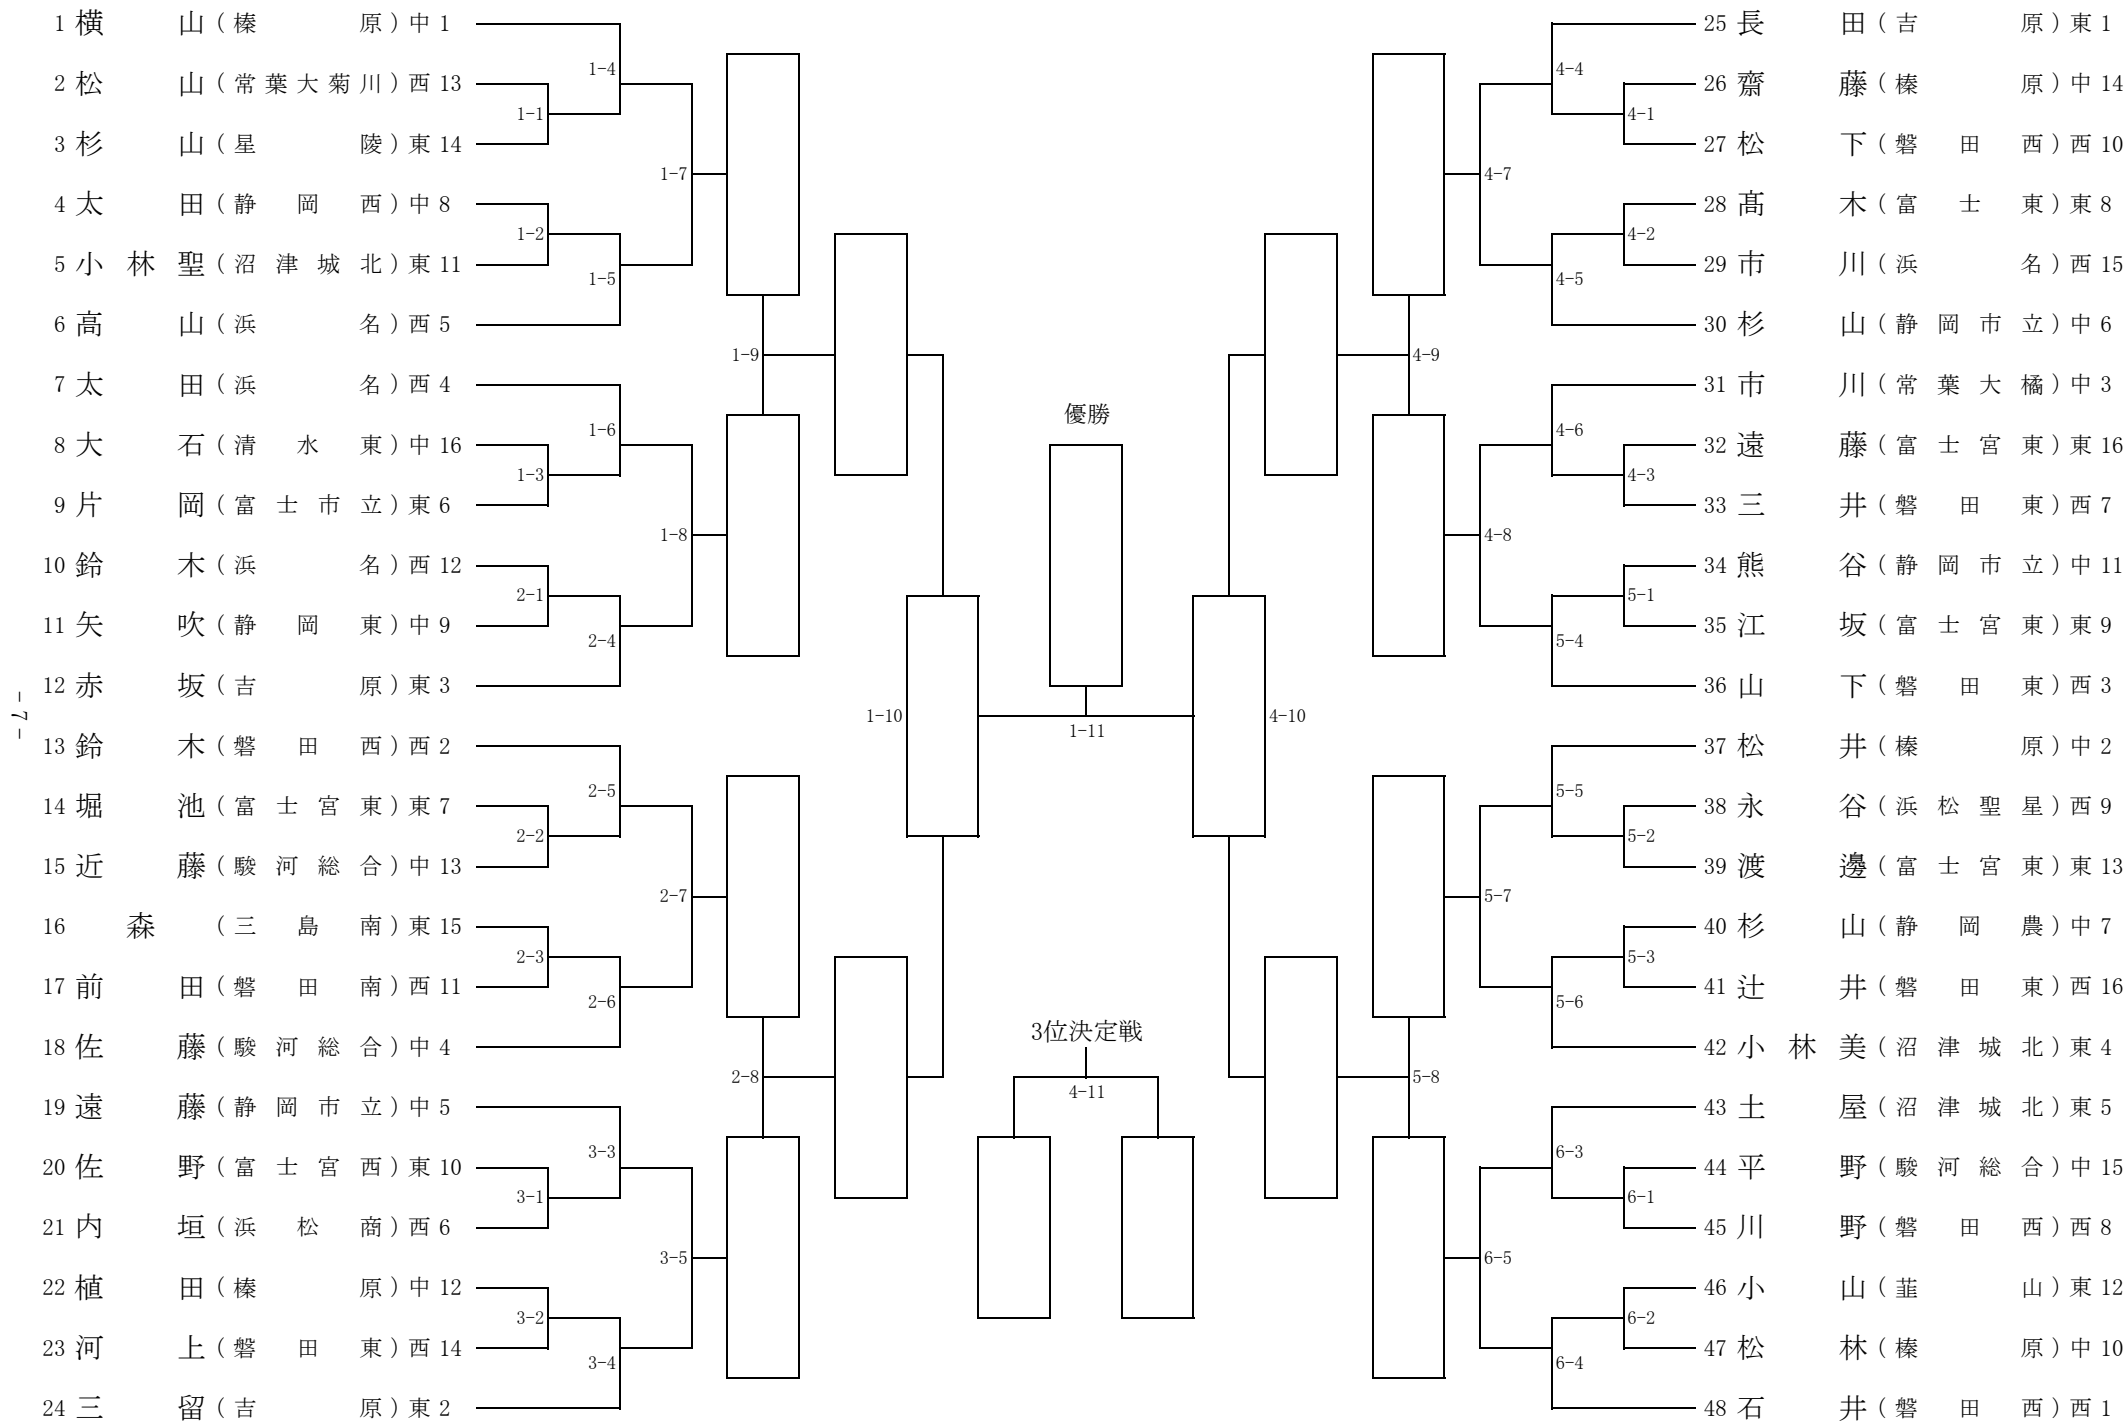 1 横山(榛原)中 1
2 松山(常葉大菊川)西 13
3 杉山(星陵)東 14
4 太田(静岡西)中 8
5 小林聖(沼津城北)東 11
6 高山(浜名)西 5
7 太田(浜名)西 4
8 大石(清水東)中 16
9 片岡(富士市立)東 6
10 鈴木(浜名)西 12
11 矢吹(静岡東)中 9
12 赤坂(吉原)東 3
13 鈴木(磐田西)西 2
14 堀池(富士宮東)東 7
15 近藤(駿河総合)中 13
16 森(三島南)東 15
17 前田(磐田南)西 11
18 佐藤(駿河総合)中 4
19 遠藤(静岡市立)中 5
20 佐野(富士宮西)東 10
21 内垣(浜松商)西 6
22 植田(榛原)中 12
23 河上(磐田東)西 14
24 三留(吉原)東 2
1-4
1-1
1-7
1-2
1-5
1-9
1-6
1-3
1-8
2-1
2-4
1-10
2-5
2-2
2-7
2-3
2-6
2-8
3-3
3-1
3-5
3-2
3-4
優勝
1-11
3位決定戦
4-11
4-4
4-1
4-7
4-2
4-5
4-9
4-6
4-3
4-8
5-1
5-4
4-10
5-5
5-2
5-7
5-3
5-6
5-8
6-3
6-1
6-5
6-2
6-4
25 長田(吉原)東 1
26 齋藤(榛原)中 14
27 松下(磐田西)西 10
28 髙木(富士東)東 8
29 市川(浜名)西 15
30 杉山(静岡市立)中 6
31 市川(常葉大橘)中 3
32 遠藤(富士宮東)東 16
33 三井(磐田東)西 7
34 熊谷(静岡市立)中 11
35 江坂(富士宮東)東 9
36 山下(磐田東)西 3
37 松井(榛原)中 2
38 永谷(浜松聖星)西 9
39 渡邊(富士宮東)東 13
40 杉山(静岡農)中 7
41 辻井(磐田東)西 16
42 小林美(沼津城北)東 4
43 土屋(沼津城北)東 5
44 平野(駿河総合)中 15
45 川野(磐田西)西 8
46 小山(韮山)東 12
47 松林(榛原)中 10
48 石井(磐田西)西 1
- 7 -